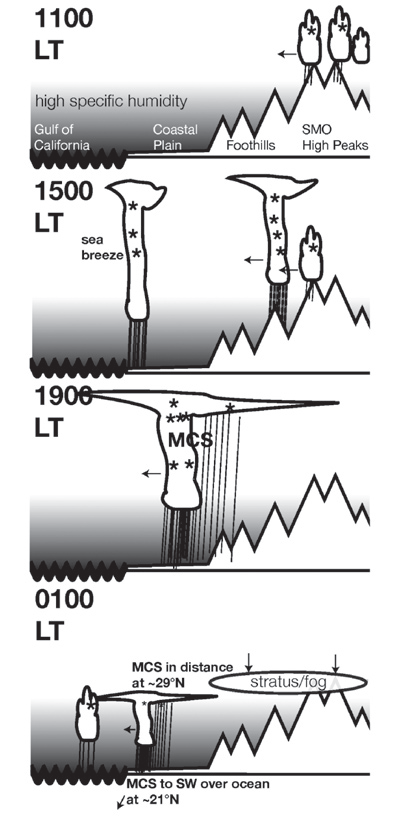 1100
LT
high specific humidity
Gulf of
California
Coastal
Plain
Foothills
SMO
High Peaks
1500
LT
sea
breeze
1900
LT
MCS
0100
LT
MCS in distance
at ~29°N
stratus/fog
MCS to SW over ocean
at ~21°N